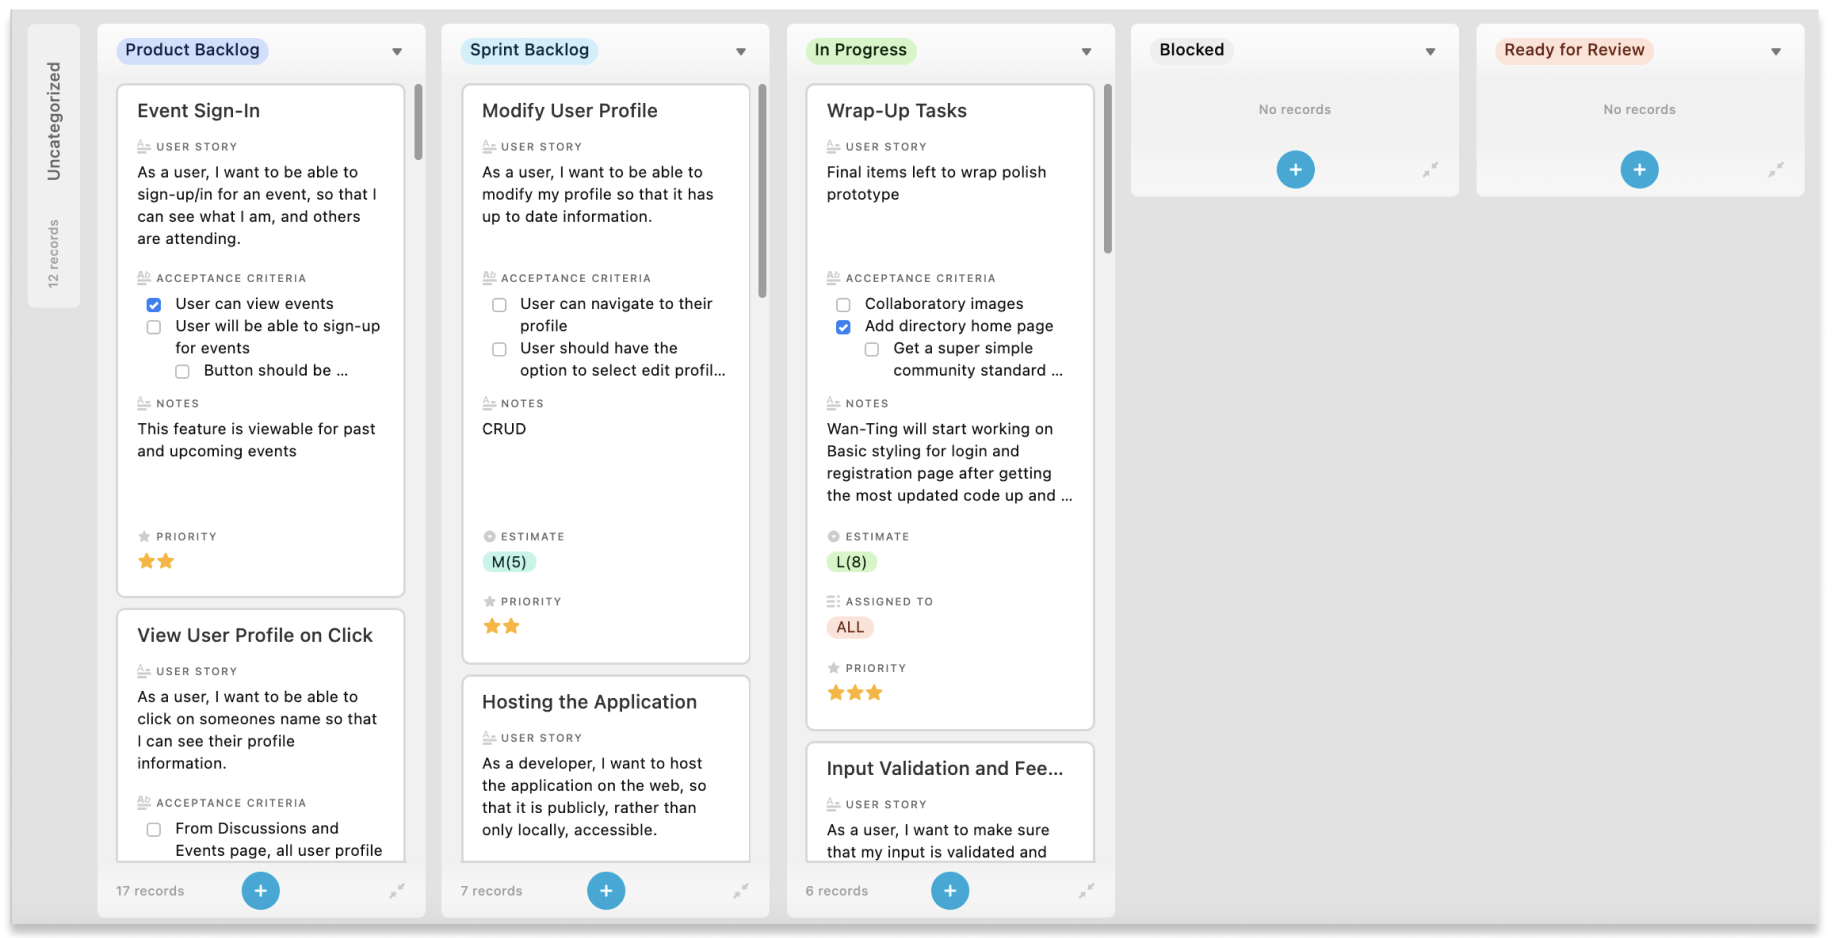 Uncategorized
12 records
Product Backlog
Event Sign-In
USER STORY
As a user, I want to be able to
sign-up/in for an event, so that I
can see what I am, and others
are attending.
ACCEPTANCE CRITERIA
User can view events
User will be able to sign-up
for events
Button should be ...
NOTES
This feature is viewable for past
and upcoming events
PRIORITY
View User Profile on Click
USER STORY
As a user, I want to be able to
click on someones name so that
I can see their profile
information.
ACCEPTANCE CRITERIA
From Discussions and
Events page, all user profile
17 records
Sprint Backlog
Modify User Profile
USER STORY
As a user, I want to be able to
modify my profile so that it has
up to date information.
ACCEPTANCE CRITERIA
User can navigate to their
profile
User should have the
option to select edit profil...
NOTES
CRUD
ESTIMATE
M(5)
PRIORITY
Hosting the Application
USER STORY
As a developer, I want to host
the application on the web, so
that it is publicly, rather than
only locally, accessible.
7 records
In Progress
Wrap-Up Tasks
USER STORY
Final items left to wrap polish
prototype
ACCEPTANCE CRITERIA
Collaboratory images
Add directory home page
Get a super simple
community standard ...
NOTES
Wan-Ting will start working on
Basic styling for login and
registration page after getting
the most updated code up and ...
ESTIMATE
L(8)
ASSIGNED TO
ALL
PRIORITY
Input Validation and Fee...
USER STORY
As a user, I want to make sure
that my input is validated and
6 records
Blocked
No records
Ready for Review
No records